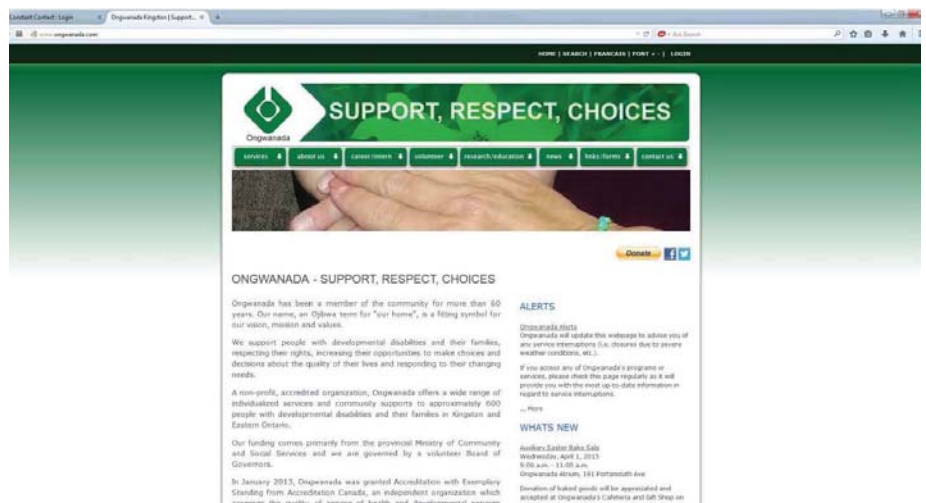 Constant Contact : Login
Ongwanada Kingston | Support...
www.ongwanada.com
Ask Search
HOME | SEARCH | FRANCAIS | FONT + - | LOGIN
Ongwanada
SUPPORT, RESPECT, CHOICES
services
about us
career/intern
volunteer
research/education
news
links/forms
contact us
Donate
ONGWANADA - SUPPORT, RESPECT, CHOICES
Ongwanada has been a member of the community for more than 60
years. Our name, an Ojibwa term for "our home", is a fitting symbol for
our vision, mission and values.
We support people with developmental disabilities and their families,
respecting their rights, increasing their opportunities to make choices and
decisions about the quality of their lives and responding to their changing
needs.
A non-profit, accredited organization, Ongwanada offers a wide range of
individualized services and community supports to approximately 600
people with developmental disabilities and their families in Kingston and
Eastern Ontario.
Our funding comes primarily from the provincial Ministry of Community
and Social Services and we are governed by a volunteer Board of
Governors.
In January 2013, Ongwanada was granted Accreditation with Exemplary
Standing from Accreditation Canada, an independent organization which
ALERTS
Ongwanada Alerts
Ongwanada will update this webpage to advise you of
any service interruptions (i.e. closures due to severe
weather conditions, etc.).
If you access any of Ongwanada's programs or
services, please check this page regularly as it will
provide you with the most up-to-date information in
regard to service interruptions.
... More
WHATS NEW
Auxiliary Easter Bake Sale
Wednesday, April 1, 2015
9:00 a.m. - 11:00 a.m.
Ongwanada Atrium, 191 Portsmouth Ave
Donation of baked goods will be appreciated and
accepted at Ongwanada's Cafeteria and Gift Shop on